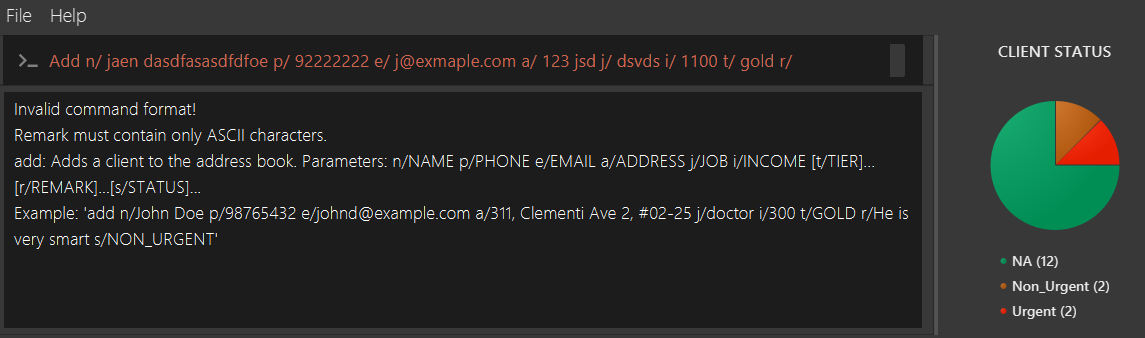 File Help
Add n/ jaen dasdfasasdfdfoe p/ 92222222 e/ j@exmaple.com a/ 123 jsd j/ dsvds i/ 1100 t/ gold r/
Invalid command format!
Remark must contain only ASCII characters.
add: Adds a client to the address book. Parameters: n/NAME p/PHONE e/EMAIL a/ADDRESS j/JOB i/INCOME [t/TIER]...
[r/REMARK]...[s/STATUS]...
Example: 'add n/John Doe p/98765432 e/johnd@example.com a/311, Clementi Ave 2, #02-25 j/doctor i/300 t/GOLD r/He is
very smart s/NON_URGENT'
CLIENT STATUS
NA (12)
Non_Urgent (2)
Urgent (2)